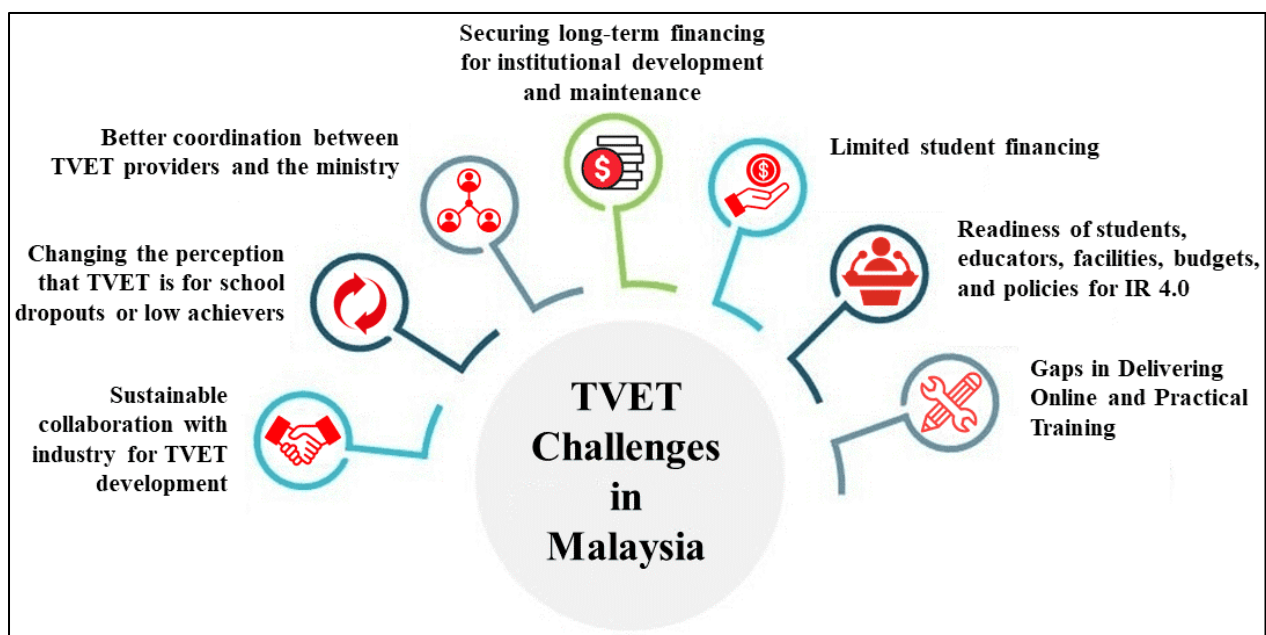 Securing long-term financing
for institutional development
and maintenance
Better coordination between
TVET providers and the ministry
Limited student financing
Changing the perception
that TVET is for school
dropouts or low achievers
Readiness of students,
educators, facilities, budgets,
and policies for IR 4.0
Sustainable
collaboration with
industry for TVET
development
Gaps in Delivering
Online and Practical
Training
TVET
Challenges
in
Malaysia
$
$